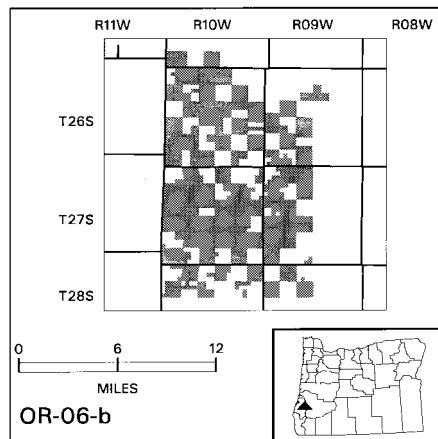 R11W R10W R09W R08W
T26S
T27S
T28S
0 6 12
MILES
OR-06-b